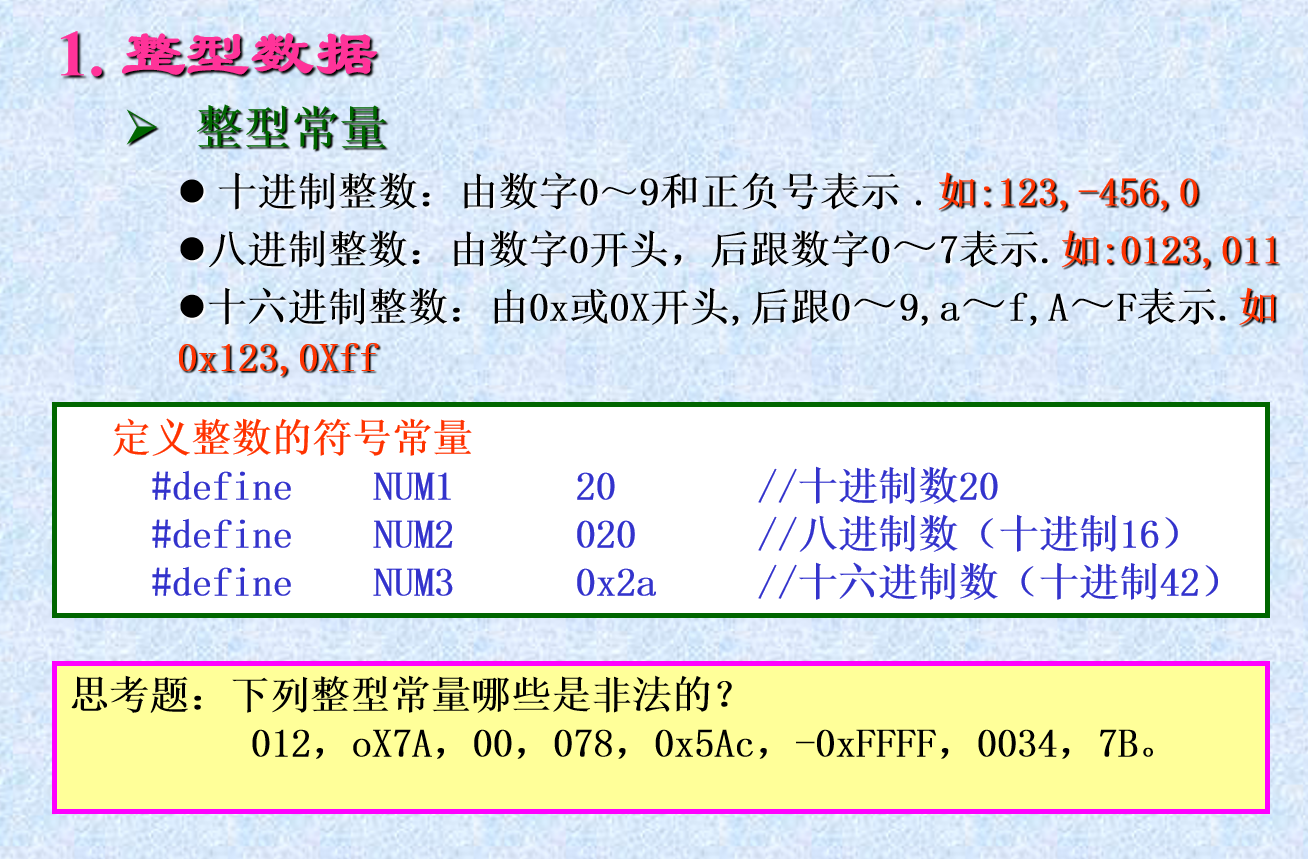 1. 整型数据
➢ 整型常量
●十进制整数：由数字0～9和正负号表示．如:123,-456,0
●八进制整数：由数字0开头，后跟数字0～7表示.如:0123,011
●十六进制整数：由0x或0X开头,后跟0～9,a～f,A～F表示.如
0x123,0Xff
定义整数的符号常量
#define NUM1 20 //十进制数20
#define NUM2 020 //八进制数（十进制16）
#define NUM3 0x2a //十六进制数（十进制42）
思考题：下列整型常量哪些是非法的？
012，oX7A，00，078，0x5Ac，-0xFFFF，0034，7B。